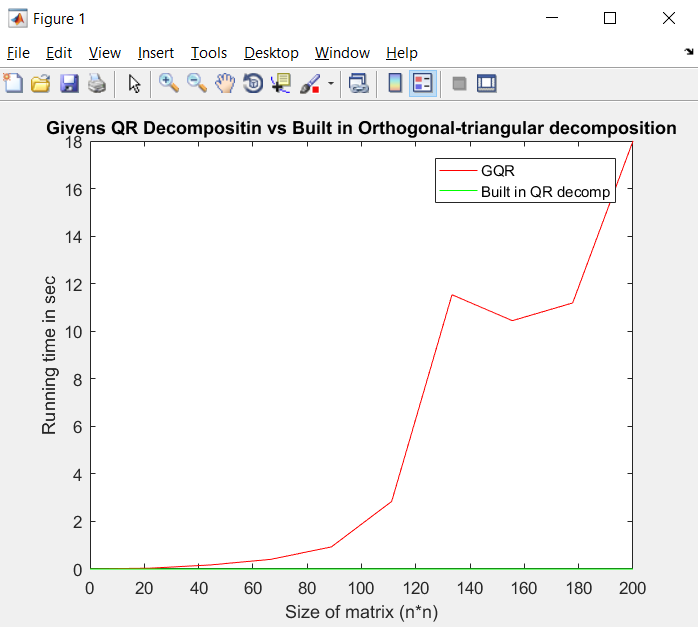 Figure 1
File Edit View Insert Tools Desktop Window Help
Givens QR Decompositin vs Built in Orthogonal-triangular decomposition
GQR
Built in QR decomp
Running time in sec
18
16
14
12
10
8
6
4
2
0
0 20 40 60 80 100 120 140 160 180 200
Size of matrix (n*n)